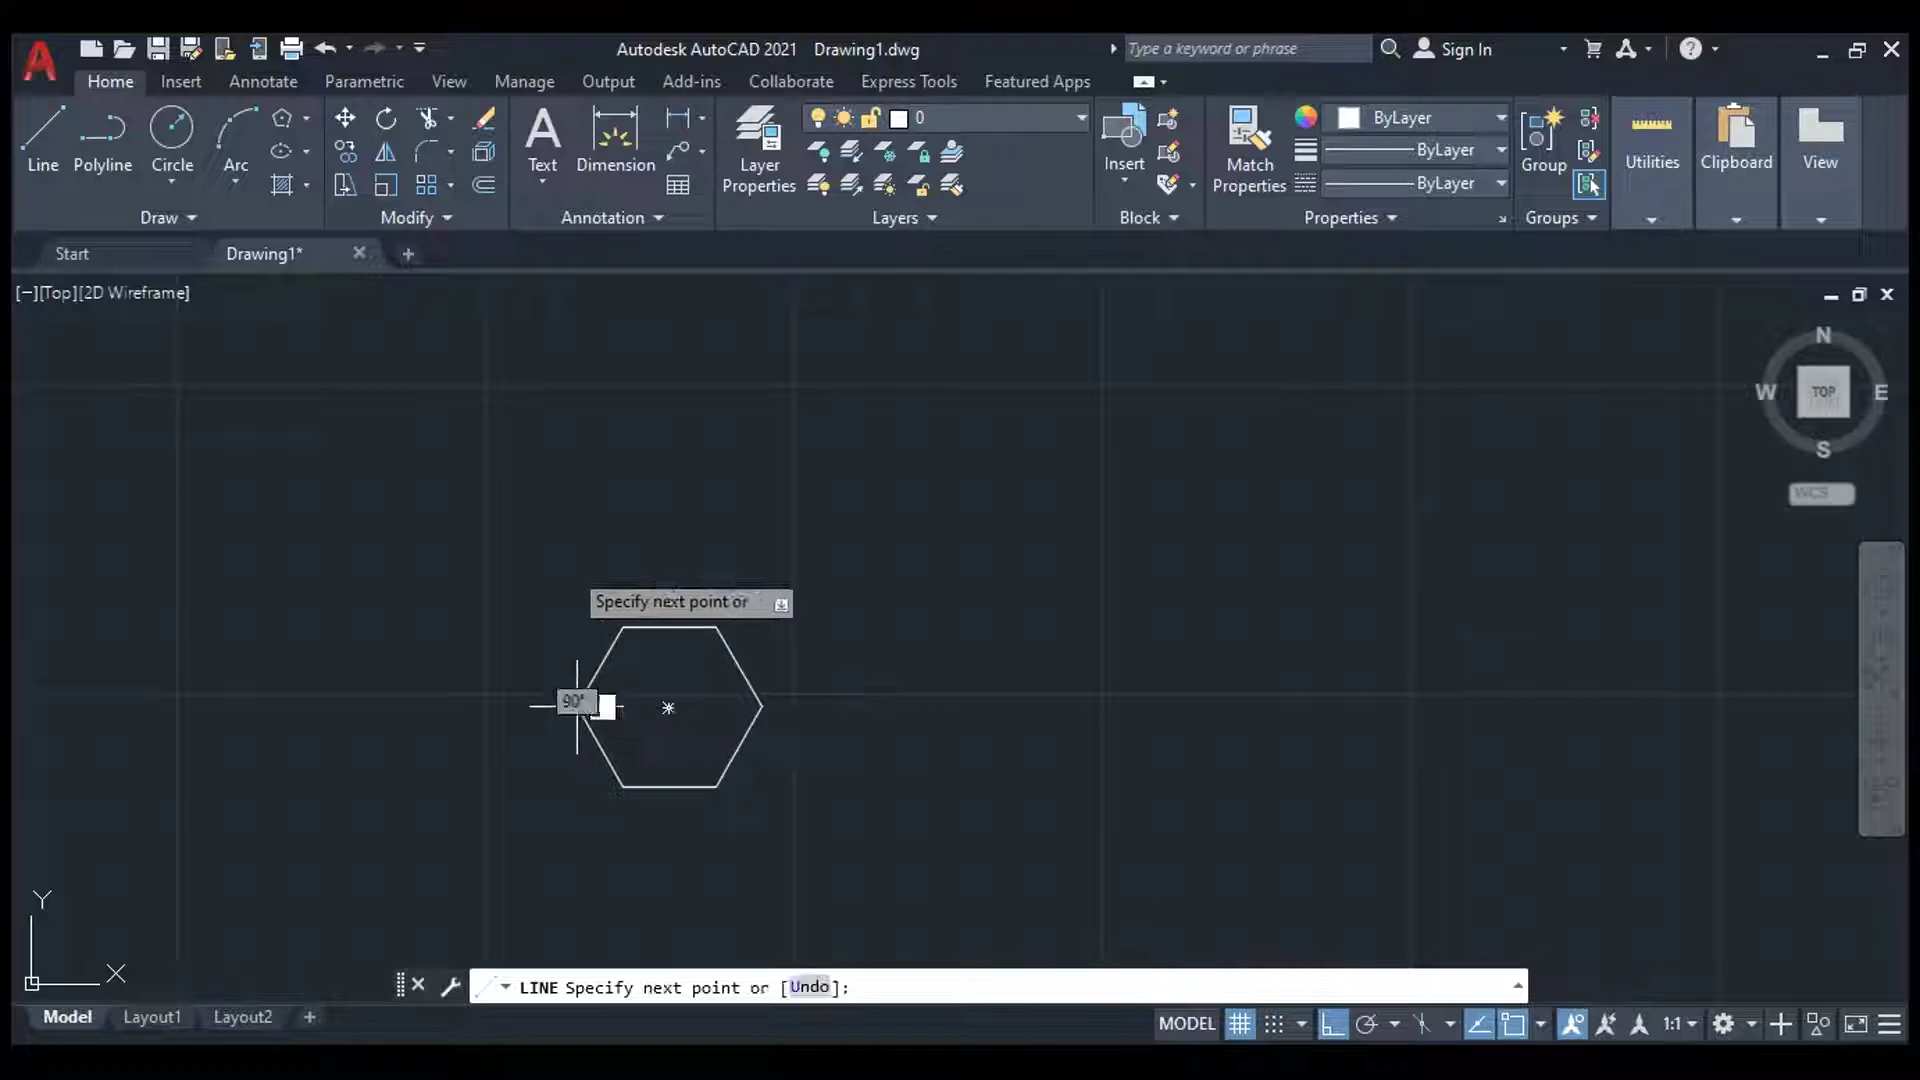 Autodesk AutoCAD 2021 Drawing1.dwg
Type a keyword or phrase
Sign In
Home Insert Annotate Parametric View Manage Output Add-ins Collaborate Express Tools Featured Apps
0
ByLayer
ByLayer
ByLayer
Line Polyline Circle Arc
Text Dimension
Layer Properties
Insert
Match Properties
Group
Utilities
Clipboard
View
Draw Modify Annotation Layers Block Properties Groups
Start Drawing1*
[−][Top][2D Wireframe]
N
W TOP E
S
WCS
Specify next point or
90°
Y
X
LINE Specify next point or [Undo]:
Model Layout1 Layout2
MODEL 1:1